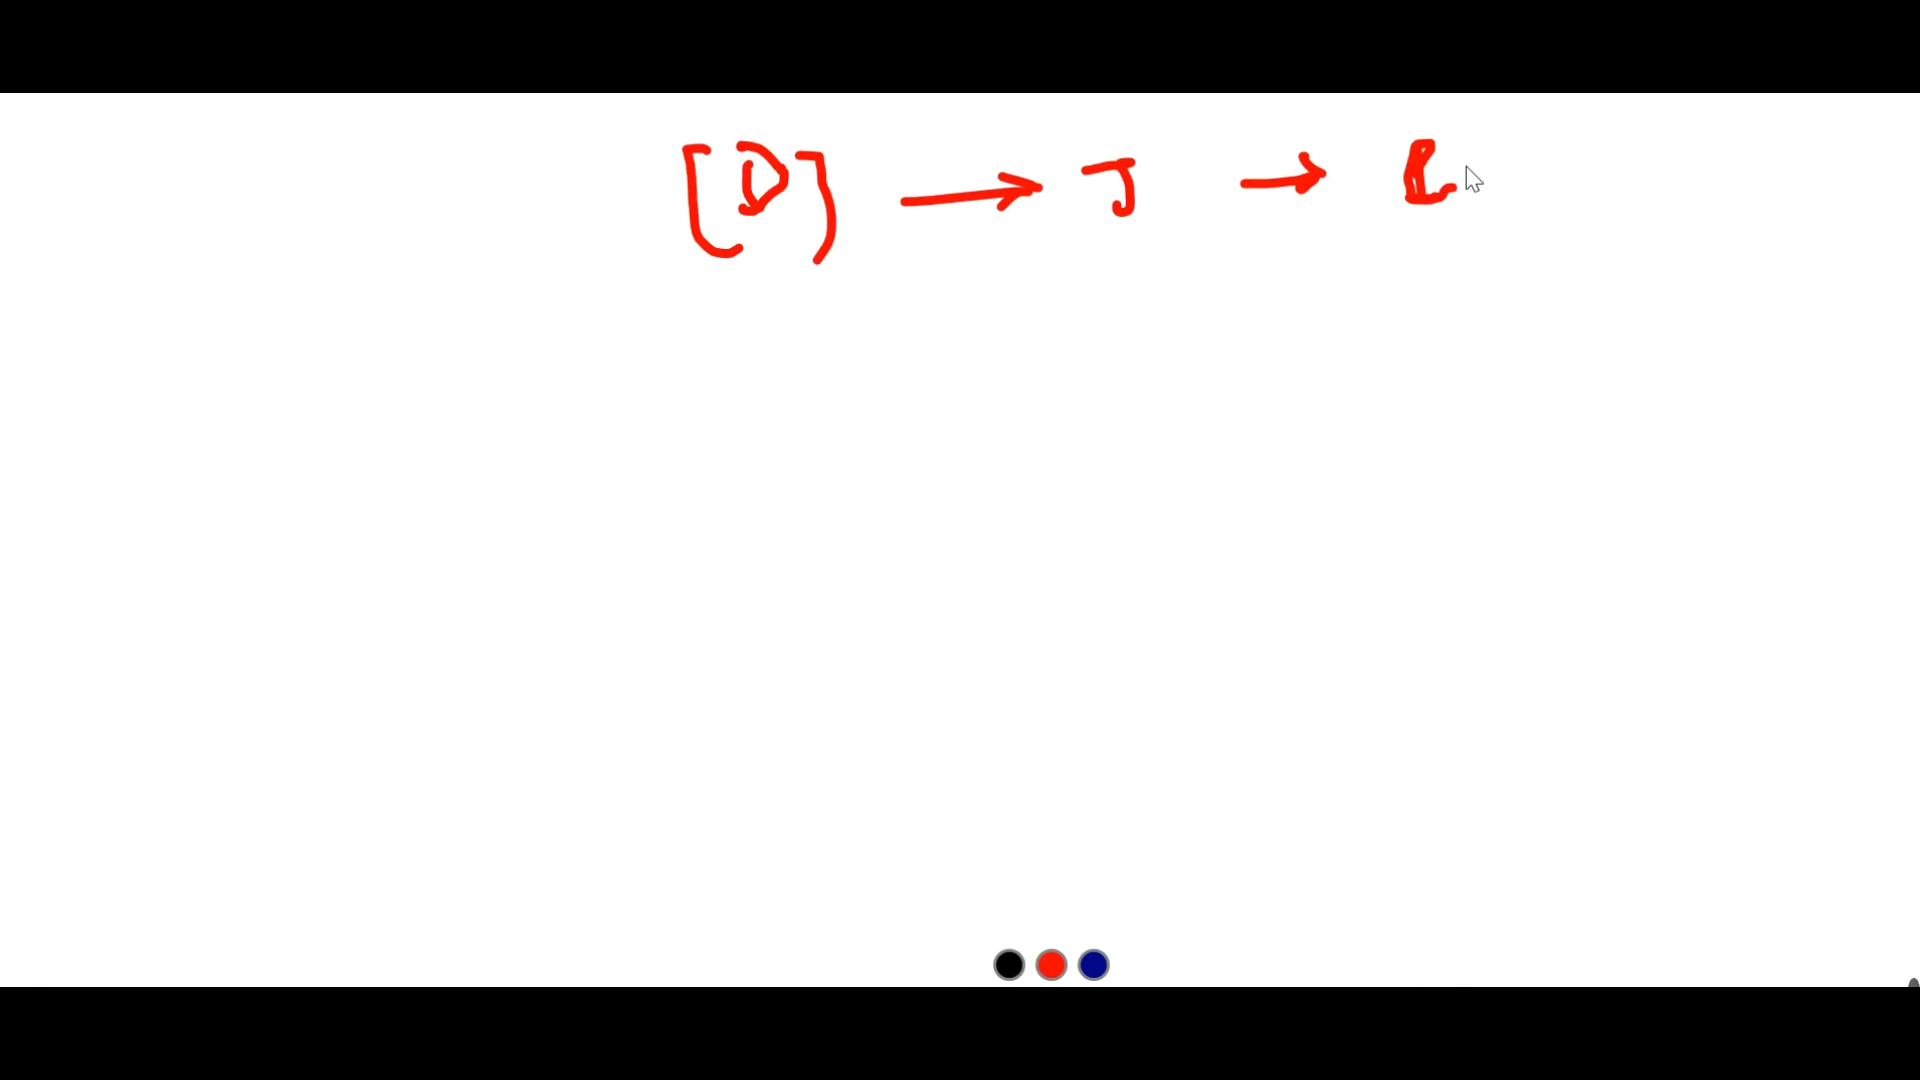 [D] → J →